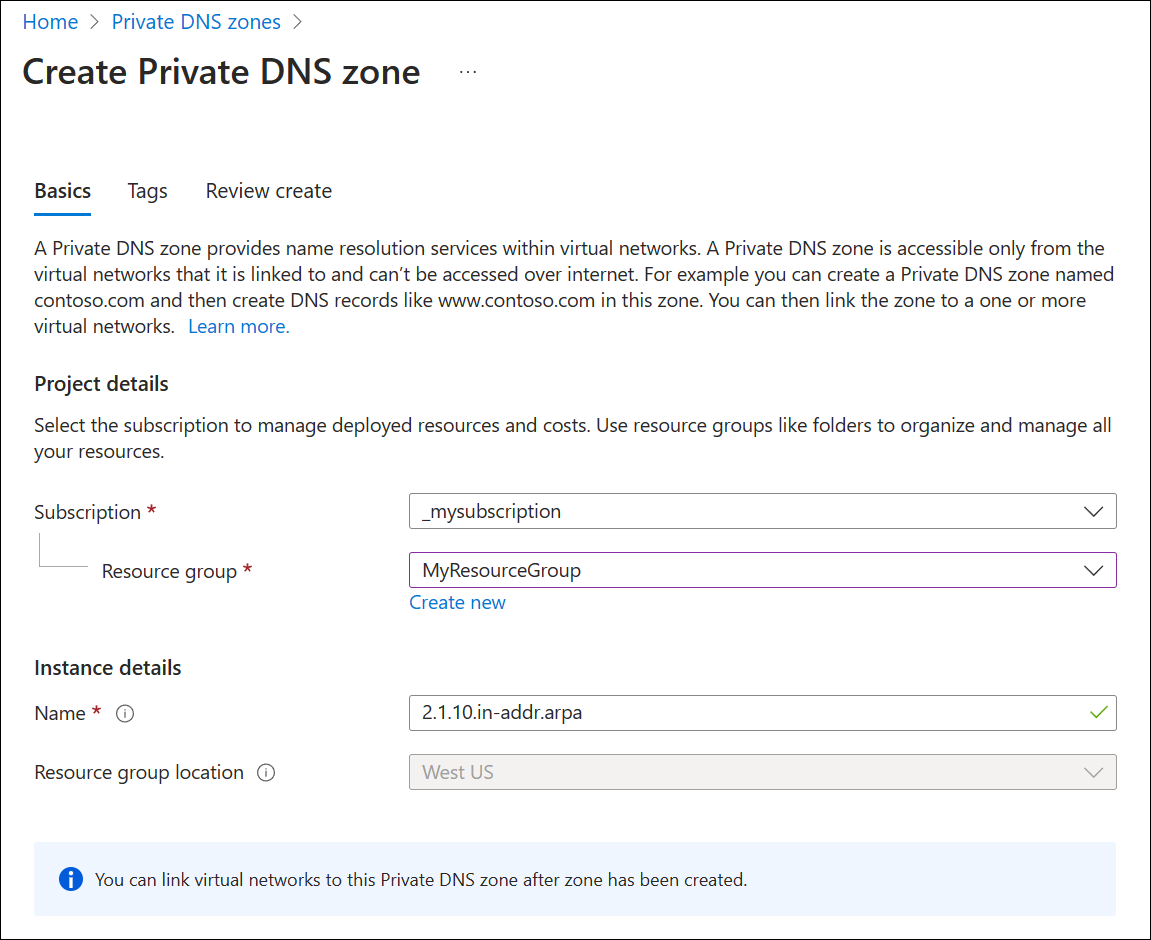 Home > Private DNS zones >
Create Private DNS zone ...
Basics Tags Review create
A Private DNS zone provides name resolution services within virtual networks. A Private DNS zone is accessible only from the
virtual networks that it is linked to and can’t be accessed over internet. For example you can create a Private DNS zone named
contoso.com and then create DNS records like www.contoso.com in this zone. You can then link the zone to a one or more
virtual networks. Learn more.
Project details
Select the subscription to manage deployed resources and costs. Use resource groups like folders to organize and manage all
your resources.
Subscription * _mysubscription
Resource group * MyResourceGroup
Create new
Instance details
Name * 2.1.10.in-addr.arpa
Resource group location West US
You can link virtual networks to this Private DNS zone after zone has been created.